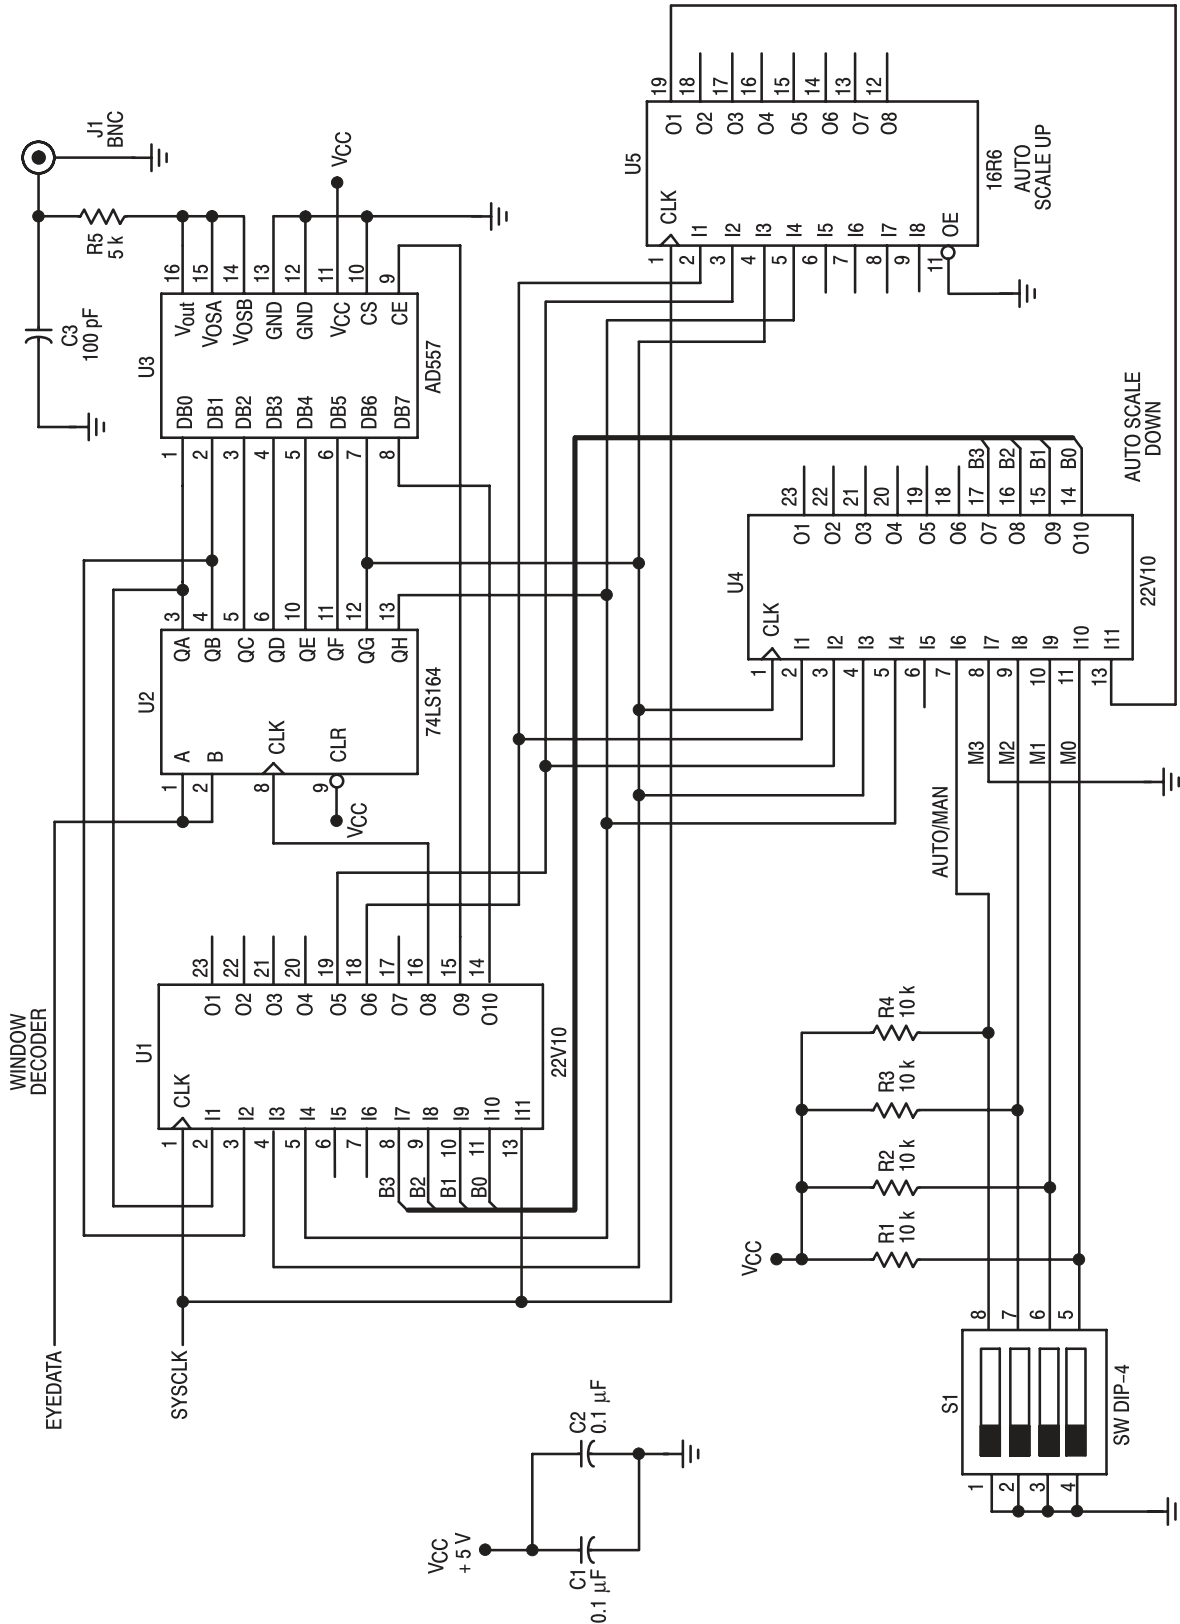 EYEDATA
SYSCLK
WINDOW
DECODER
U1
CLK
I1
I2
I3
I4
I5
I6
I7
I8
I9
I10
I11
1
2
3
4
5
6
7
8
9
10
11
13
B3
B2
B1
B0
O1
O2
O3
O4
O5
O6
O7
O8
O9
O10
23
22
21
20
19
18
17
16
15
14
22V10
U2
A
B
CLK
CLR
1
2
8
9
VCC
QA
QB
QC
QD
QE
QF
QG
QH
3
4
5
6
10
11
12
13
74LS164
U3
DB0
DB1
DB2
DB3
DB4
DB5
DB6
DB7
1
2
3
4
5
6
7
8
Vout
VOSA
VOSB
GND
GND
VCC
CS
CE
16
15
14
13
12
11
10
9
AD557
C3
100 pF
R5
5 k
J1
BNC
VCC
VCC
+ 5 V
C1
0.1 µF
C2
0.1 µF
S1
1
2
3
4
8
7
6
5
SW DIP–4
VCC
R1
10 k
R2
10 k
R3
10 k
R4
10 k
AUTO/MAN
M3
M2
M1
M0
U4
CLK
I1
I2
I3
I4
I5
I6
I7
I8
I9
I10
I11
1
2
3
4
5
6
7
8
9
10
11
13
O1
O2
O3
O4
O5
O6
O7
O8
O9
O10
23
22
21
20
19
18
17
16
15
14
B3
B2
B1
B0
22V10
AUTO SCALE
DOWN
U5
CLK
I1
I2
I3
I4
I5
I6
I7
I8
OE
1
2
3
4
5
6
7
8
9
11
O1
O2
O3
O4
O5
O6
O7
O8
19
18
17
16
15
14
13
12
16R6
AUTO
SCALE UP